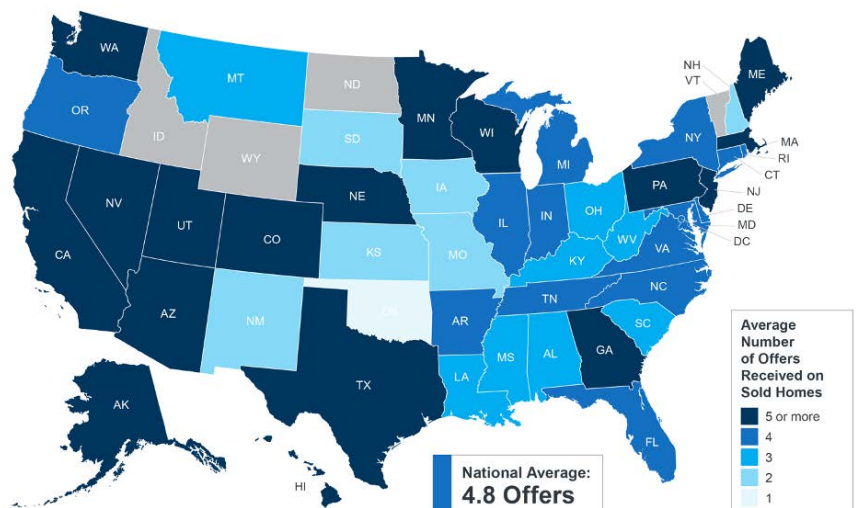 WA
MT
ND
MN
OR
ID
SD
WI
WY
MI
NH
VT
ME
NY
MA
RI
CT
NJ
PA
DE
MD
DC
NV
UT
NE
IA
CO
CA
IL
IN
OH
WV
VA
KS
MO
KY
AZ
NM
OK
AR
TN
NC
SC
TX
LA
MS
AL
GA
FL
AK
HI
National Average:
4.8 Offers
Average
Number
of Offers
Received on
Sold Homes
5 or more
4
3
2
1